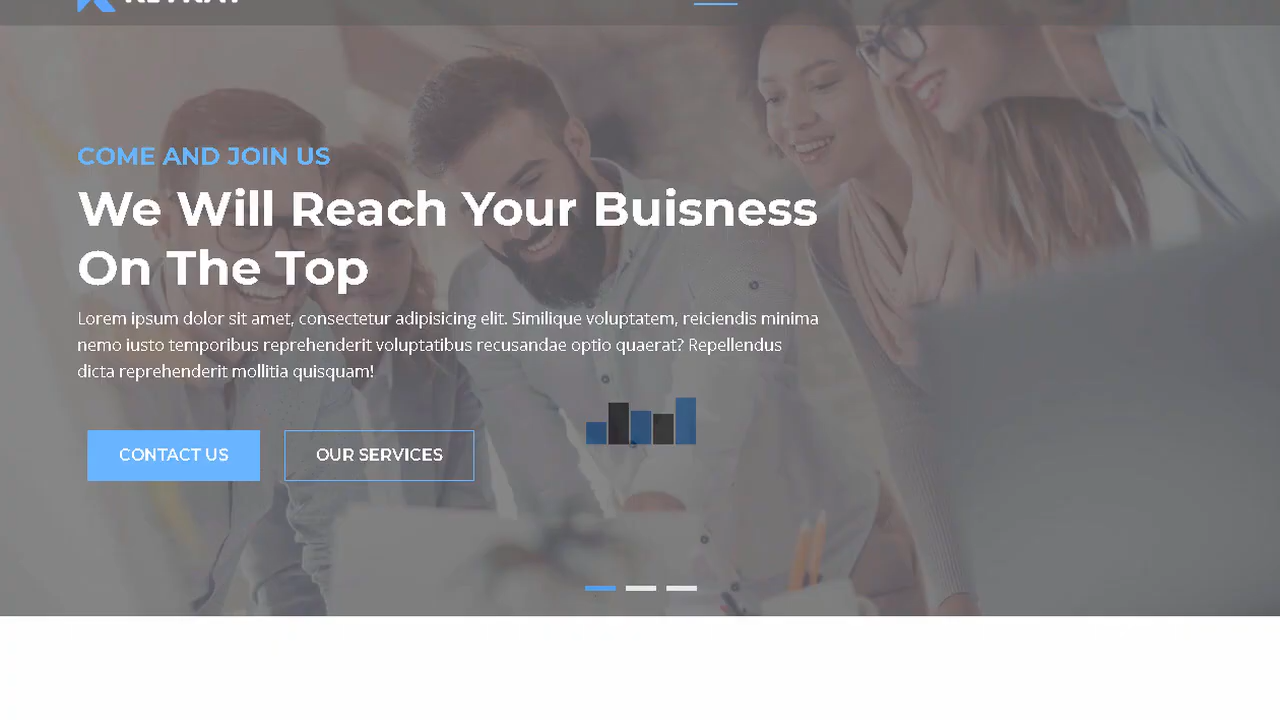 COME AND JOIN US
We Will Reach Your Buisness
On The Top
Lorem ipsum dolor sit amet, consectetur adipisicing elit. Similique voluptatem, reiciendis minima
nemo iusto temporibus reprehenderit voluptatibus recusandae optio quaerat? Repellendus
dicta reprehenderit mollitia quisquam!
CONTACT US
OUR SERVICES